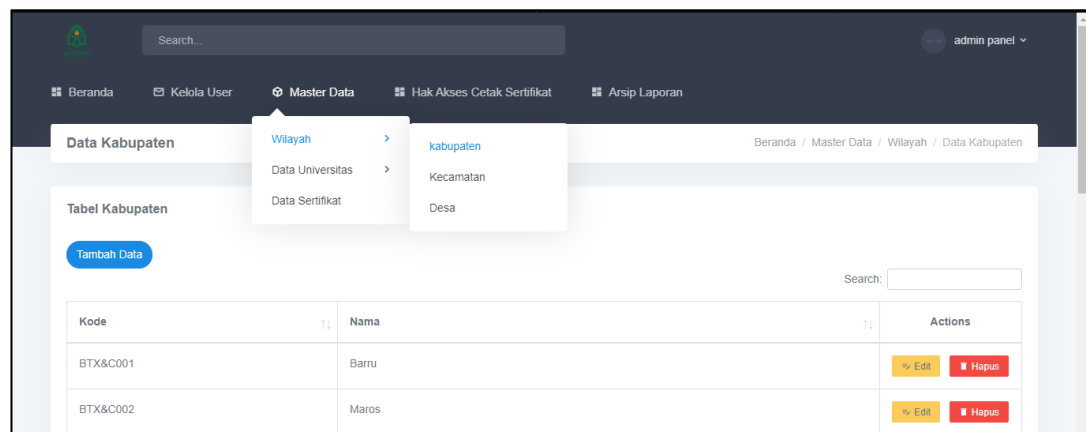 Search...
admin panel
Beranda Kelola User Master Data Hak Akses Cetak Sertifikat Arsip Laporan
Data Kabupaten
Beranda / Master Data / Wilayah / Data Kabupaten
Wilayah
Data Universitas
Data Sertifikat
kabupaten
Kecamatan
Desa
Tabel Kabupaten
Tambah Data
Search:
Kode Nama Actions
BTX&C001 Barru Edit Hapus
BTX&C002 Maros Edit Hapus